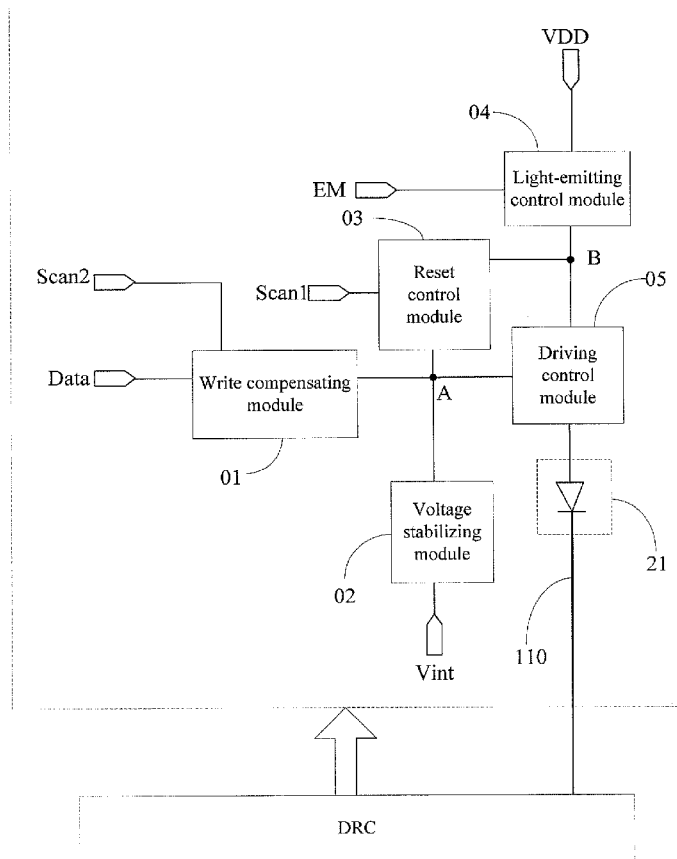 VDD
04
Light-emitting
control module
EM
03
B
Scan2
Reset
control
module
05
Scan1
Driving
control
module
Data
Write compensating
module
A
01
Voltage
stabilizing
module
21
02
110
Vint
DRC